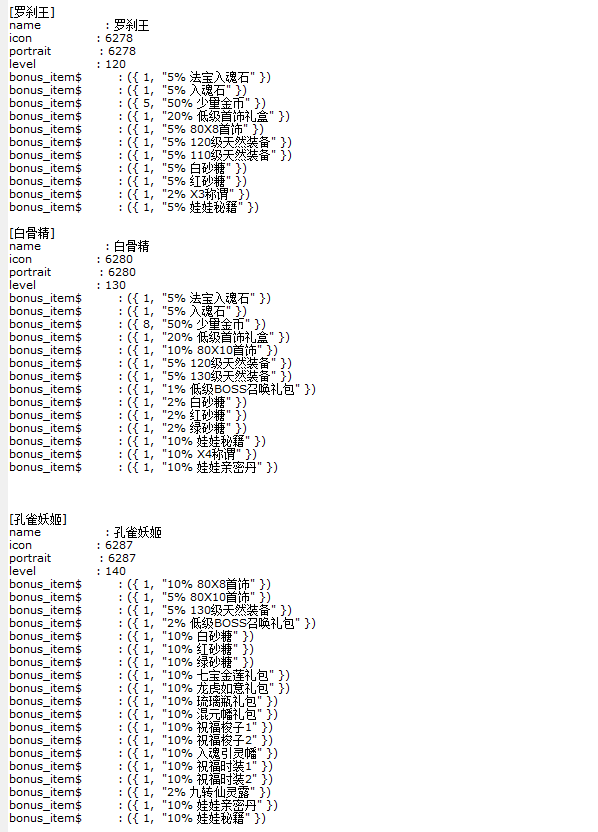 [罗刹王]
name : 罗刹王
icon : 6278
portrait : 6278
level : 120
bonus_item$ : ({ 1, "5% 法宝入魂石" })
bonus_item$ : ({ 1, "5% 入魂石" })
bonus_item$ : ({ 5, "50% 少量金币" })
bonus_item$ : ({ 1, "20% 低级首饰礼盒" })
bonus_item$ : ({ 1, "5% 80X8首饰" })
bonus_item$ : ({ 1, "5% 120级天然装备" })
bonus_item$ : ({ 1, "5% 110级天然装备" })
bonus_item$ : ({ 1, "5% 白砂糖" })
bonus_item$ : ({ 1, "5% 红砂糖" })
bonus_item$ : ({ 1, "2% X3称谓" })
bonus_item$ : ({ 1, "5% 娃娃秘籍" })
[白骨精]
name : 白骨精
icon : 6280
portrait : 6280
level : 130
bonus_item$ : ({ 1, "5% 法宝入魂石" })
bonus_item$ : ({ 1, "5% 入魂石" })
bonus_item$ : ({ 8, "50% 少量金币" })
bonus_item$ : ({ 1, "20% 低级首饰礼盒" })
bonus_item$ : ({ 1, "10% 80X10首饰" })
bonus_item$ : ({ 1, "5% 120级天然装备" })
bonus_item$ : ({ 1, "5% 130级天然装备" })
bonus_item$ : ({ 1, "1% 低级BOSS召唤礼包" })
bonus_item$ : ({ 1, "2% 白砂糖" })
bonus_item$ : ({ 1, "2% 红砂糖" })
bonus_item$ : ({ 1, "2% 绿砂糖" })
bonus_item$ : ({ 1, "10% 娃娃秘籍" })
bonus_item$ : ({ 1, "10% X4称谓" })
bonus_item$ : ({ 1, "10% 娃娃亲密丹" })
[孔雀妖姬]
name : 孔雀妖姬
icon : 6287
portrait : 6287
level : 140
bonus_item$ : ({ 1, "10% 80X8首饰" })
bonus_item$ : ({ 1, "5% 80X10首饰" })
bonus_item$ : ({ 1, "5% 130级天然装备" })
bonus_item$ : ({ 1, "2% 低级BOSS召唤礼包" })
bonus_item$ : ({ 1, "10% 白砂糖" })
bonus_item$ : ({ 1, "10% 红砂糖" })
bonus_item$ : ({ 1, "10% 绿砂糖" })
bonus_item$ : ({ 1, "10% 七宝金莲礼包" })
bonus_item$ : ({ 1, "10% 龙虎如意礼包" })
bonus_item$ : ({ 1, "10% 琉璃瓶礼包" })
bonus_item$ : ({ 1, "10% 混元幡礼包" })
bonus_item$ : ({ 1, "10% 祝福梭子1" })
bonus_item$ : ({ 1, "10% 祝福梭子2" })
bonus_item$ : ({ 1, "10% 入魂引灵幡" })
bonus_item$ : ({ 1, "10% 祝福时装1" })
bonus_item$ : ({ 1, "10% 祝福时装2" })
bonus_item$ : ({ 1, "2% 九转仙灵露" })
bonus_item$ : ({ 1, "10% 娃娃亲密丹" })
bonus_item$ : ({ 1, "10% 娃娃秘籍" })